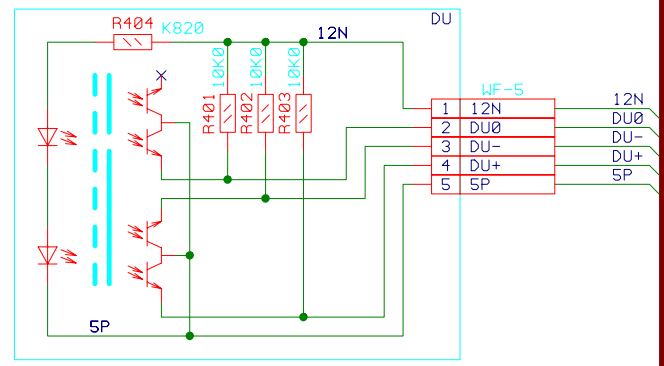 DU
R404 K820
12N
10K0 10K0 10K0
R401 R402 R403
WF-5
1 12N
2 DU0
3 DU-
4 DU+
5 5P
12N
DU0
DU-
DU+
5P
5P